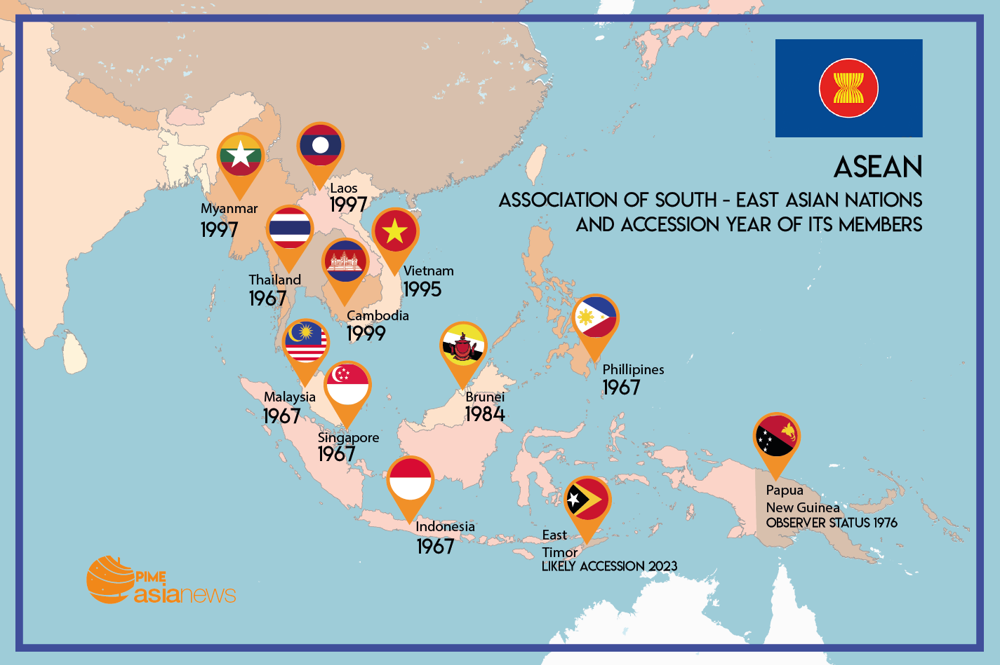 ASEAN
ASSOCIATION OF SOUTH - EAST ASIAN NATIONS
AND ACCESSION YEAR OF ITS MEMBERS
Laos
1997
Myanmar
1997
Vietnam
1995
Thailand
1967
Cambodia
1999
Phillipines
1967
Malaysia
1967
Brunei
1984
Singapore
1967
Papua
New Guinea
OBSERVER STATUS 1976
Indonesia
1967
East
Timor
LIKELY ACCESSION 2023
PIME
asianews